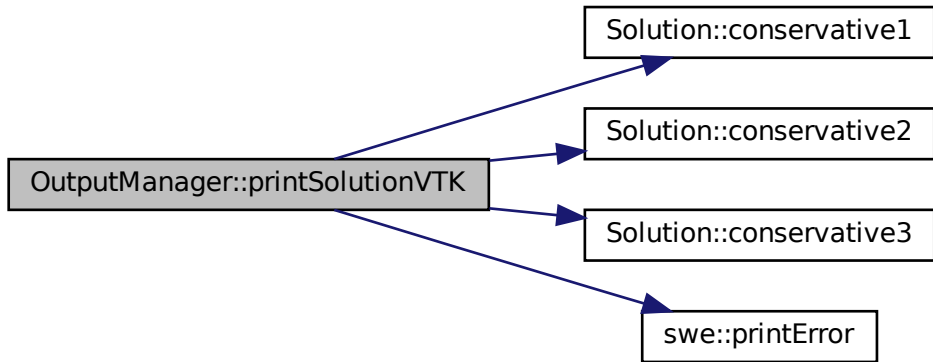 Solution::conservative1
Solution::conservative2
OutputManager::printSolutionVTK
Solution::conservative3
swe::printError